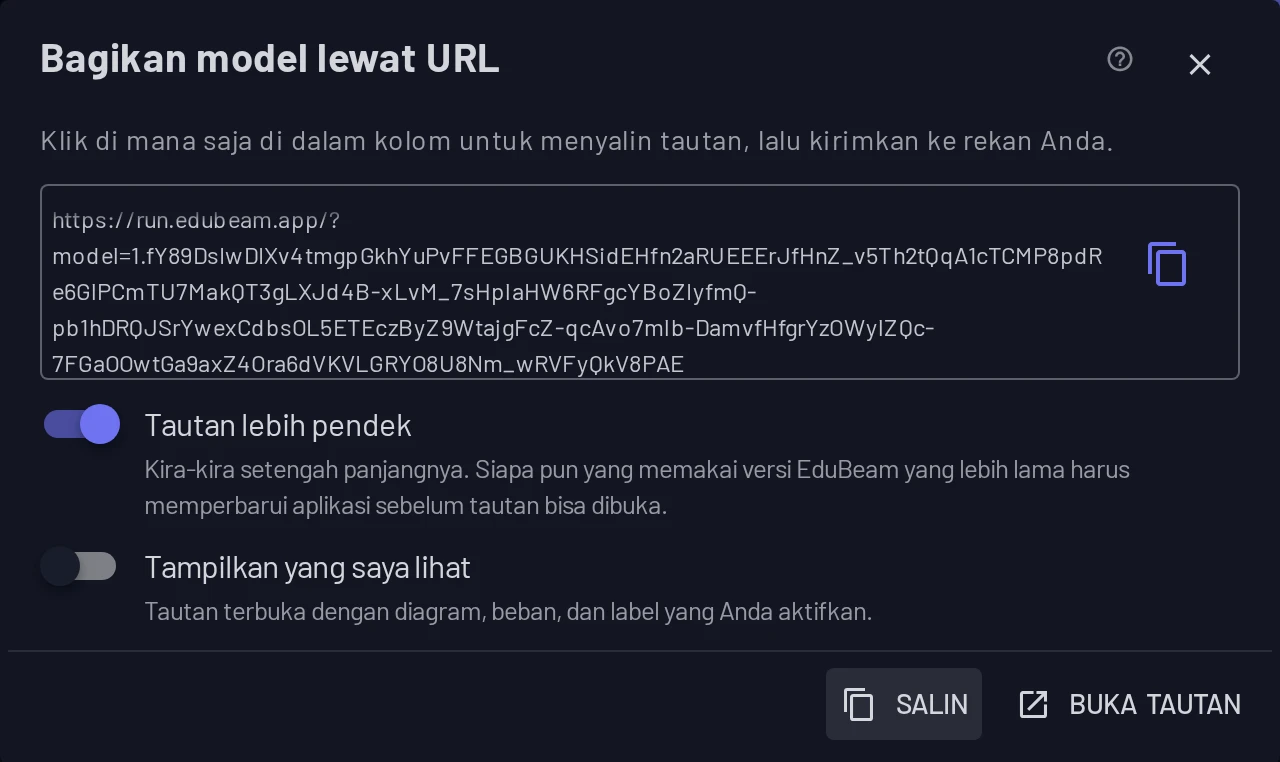 Bagikan model lewat URL
Klik di mana saja di dalam kolom untuk menyalin tautan, lalu kirimkan ke rekan Anda.
https://run.edubeam.app/?
model=1.fY89DsIwDIXv4tmgpGkhYuPvFFEGBGUKHSidEHfn2aRUEEErJfHnZ_v5Th2tQqA1cTCMP8pdR
e6GIPCmTU7MakQT3gLXJd4B-xLvM_7sHpIaHW6RFgcYBoZIyfmQ-
pb1hDRQJSrYwexCdbsOL5ETEczByZ9WtajgFcZ-qcAvo7mIb-DamvfHfgrYzOWyIZQc-
7FGaOOwtGa9axZ4Ora6dVKVLGRYO8U8Nm_wRVFyQkV8PAE
Tautan lebih pendek
Kira-kira setengah panjangnya. Siapa pun yang memakai versi EduBeam yang lebih lama harus
memperbarui aplikasi sebelum tautan bisa dibuka.
Tampilkan yang saya lihat
Tautan terbuka dengan diagram, beban, dan label yang Anda aktifkan.
SALIN
BUKA TAUTAN